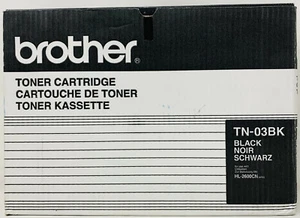 brother
TONER CARTRIDGE
CARTOUCHE DE TONER
TONER KASSETTE
TN-03BK
BLACK
NOIR
SCHWARZ
HL-2600CN